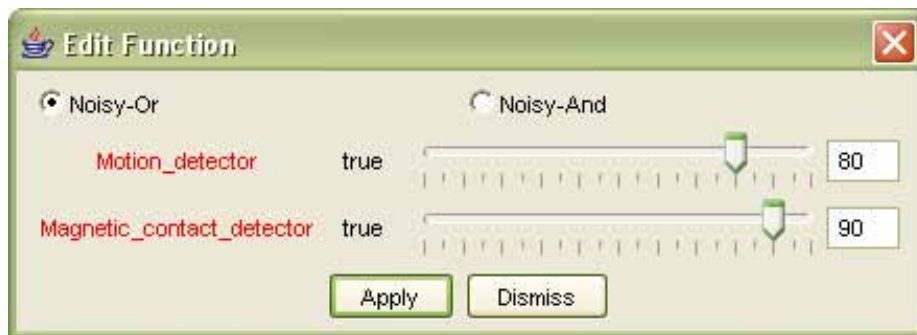 Edit Function
Noisy-Or Noisy-And
Motion_detector true 80
Magnetic_contact_detector true 90
Apply Dismiss